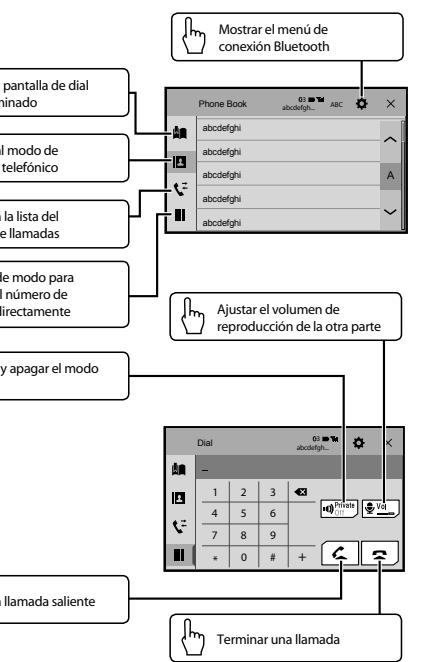 Mostrar el menú de
conexión Bluetooth
pantalla de dial
minado
al modo de
telefónico
la lista del
e llamadas
de modo para
l número de
directamente
Phone Book
03
abcdefgh...
ABC
abcdefghi
abcdefghi
abcdefghi
abcdefghi
abcdefghi
A
Ajustar el volumen de
reproducción de la otra parte
y apagar el modo
Dial
03
abcdefgh...
–
1 2 3
4 5 6
7 8 9
* 0 # +
Private
Off
Vol
llamada saliente
Terminar una llamada